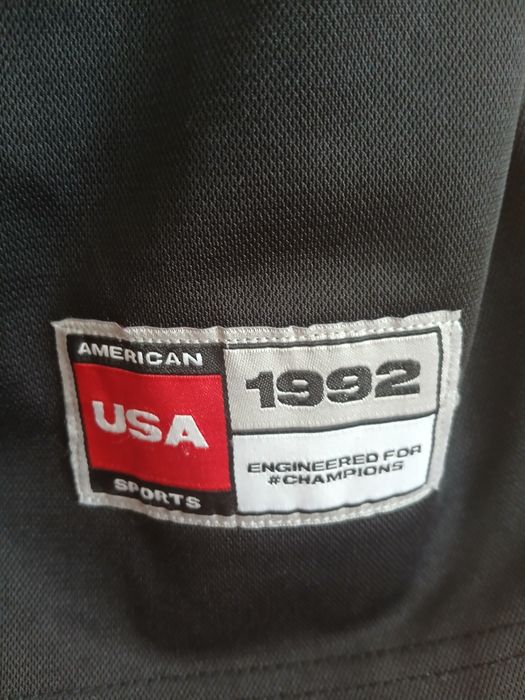 AMERICAN
USA
SPORTS
1992
ENGINEERED FOR
#CHAMPIONS